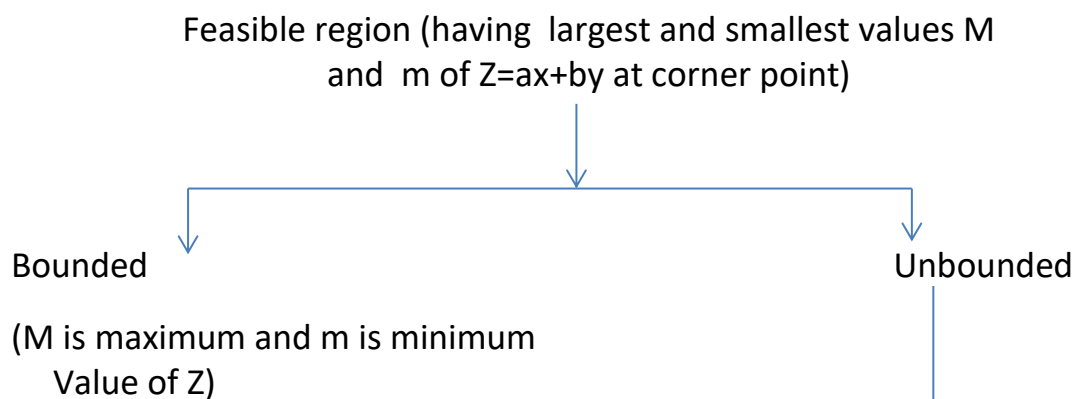 Feasible region (having largest and smallest values M
and m of Z=ax+by at corner point)
Bounded
Unbounded
(M is maximum and m is minimum
Value of Z)